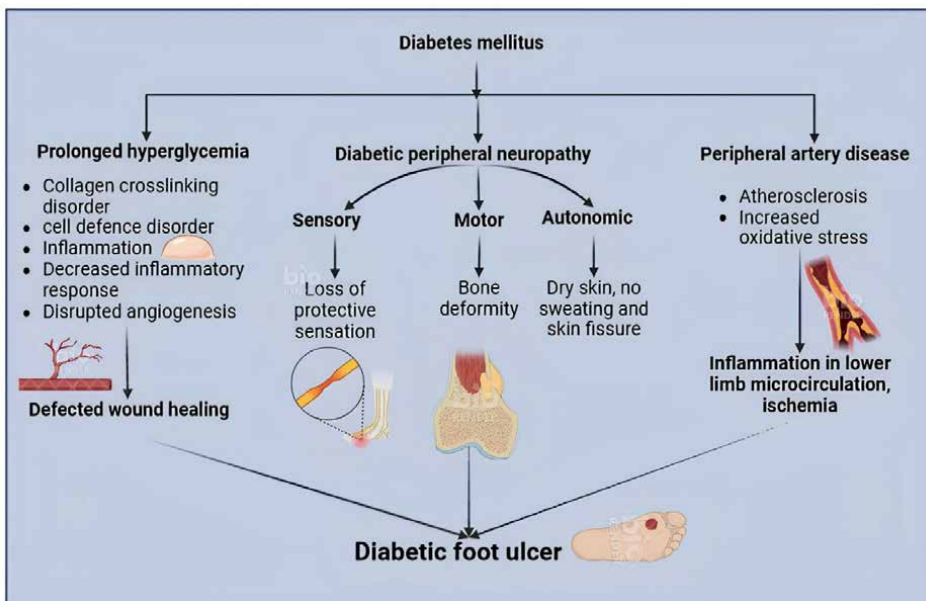 Diabetes mellitus
Prolonged hyperglycemia
• Collagen crosslinking
disorder
• cell defence disorder
• Inflammation
• Decreased inflammatory
response
• Disrupted angiogenesis
Defected wound healing
Diabetic peripheral neuropathy
Sensory
Loss of
protective
sensation
Motor
Bone
deformity
Autonomic
Dry skin, no
sweating and
skin fissure
Peripheral artery disease
• Atherosclerosis
• Increased
oxidative stress
Inflammation in lower
limb microcirculation,
ischemia
Diabetic foot ulcer